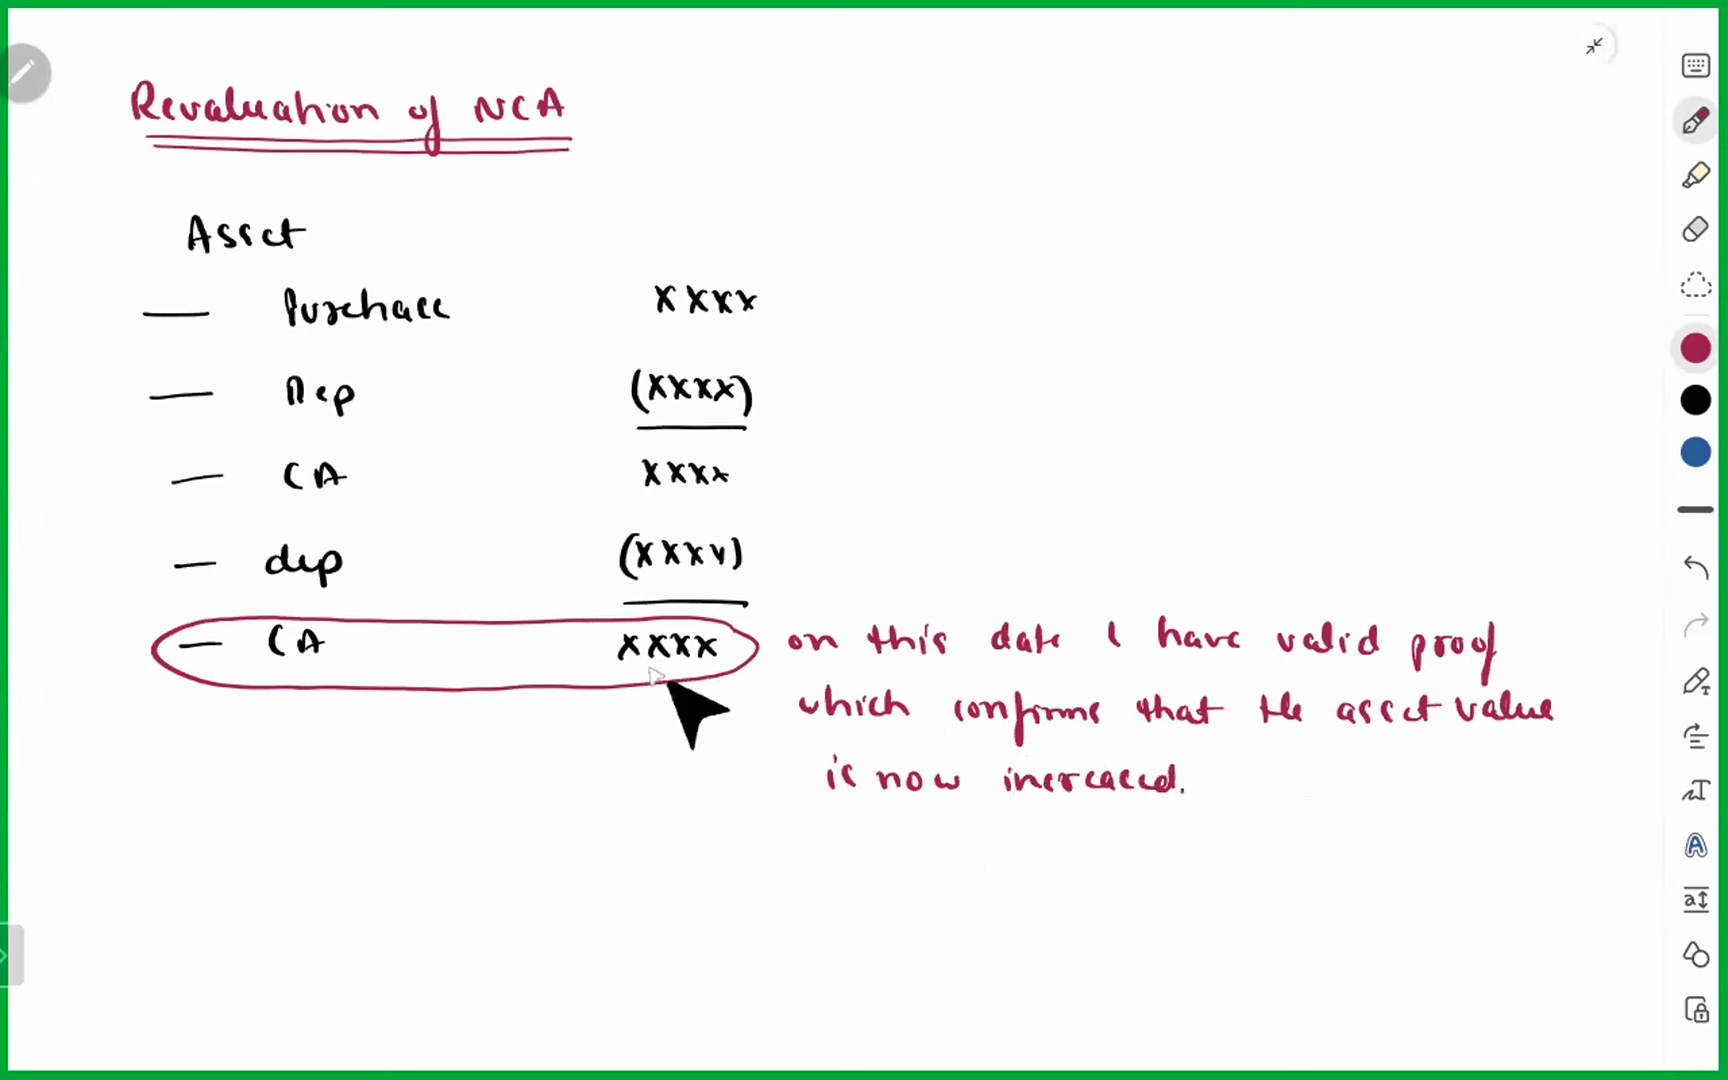 Revaluation of NCA
Asset
— Purchase xxxx
— Dep (xxxx)
— CA xxxx
— dep (xxxx)
— CA xxxx on this date I have valid proof
which confirms that the asset value
is now increased.